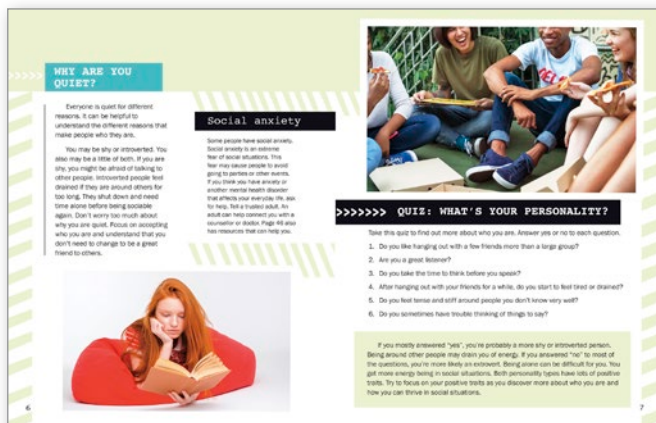 WHY ARE YOU
QUIET?
Everyone is quiet for different
reasons. It can be helpful to
understand the different reasons that
make people who they are.
You may be shy or introverted. You
also may be a little of both. If you are
shy, you might be afraid of talking to
other people. Introverted people feel
drained if they are around others for
too long. They shut down and need
time alone before being sociable
again. Don't worry too much about
why you are quiet. Focus on accepting
who you are and understand that you
don't need to change to be a great
friend to others.
Social anxiety
Some people have social anxiety.
Social anxiety is an extreme
fear of social situations. This
fear may cause people to avoid
going to parties or other events.
If you think you have anxiety or
another mental health disorder
that affects your everyday life, ask
for help. Tell a trusted adult. An
adult can help connect you with a
counselor or doctor. Page 46 also
has resources that can help you.
6
QUIZ: WHAT'S YOUR PERSONALITY?
Take this quiz to find out more about who you are. Answer yes or no to each question.
1. Do you like hanging out with a few friends more than a large group?
2. Are you a great listener?
3. Do you take the time to think before you speak?
4. After hanging out with your friends for a while, do you start to feel tired or drained?
5. Do you feel tense and stiff around people you don't know very well?
6. Do you sometimes have trouble thinking of things to say?
If you mostly answered "yes", you're probably a more shy or introverted person.
Being around other people may drain you of energy. If you answered "no" to most of
the questions, you're more likely an extrovert. Being alone can be difficult for you. You
get more energy being in social situations. Both personality types have lots of positive
traits. Try to focus on your positive traits as you discover more about who you are and
how you can thrive in social situations.
7